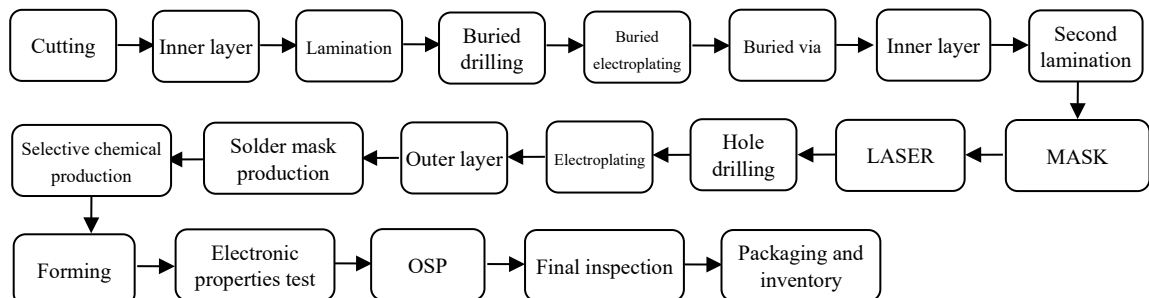 Cutting
Inner layer
Lamination
Buried
drilling
Buried
electroplating
Buried via
Inner layer
Second
lamination
MASK
LASER
Hole
drilling
Electroplating
Outer layer
Solder mask
production
Selective chemical
production
Forming
Electronic
properties test
OSP
Final inspection
Packaging and
inventory